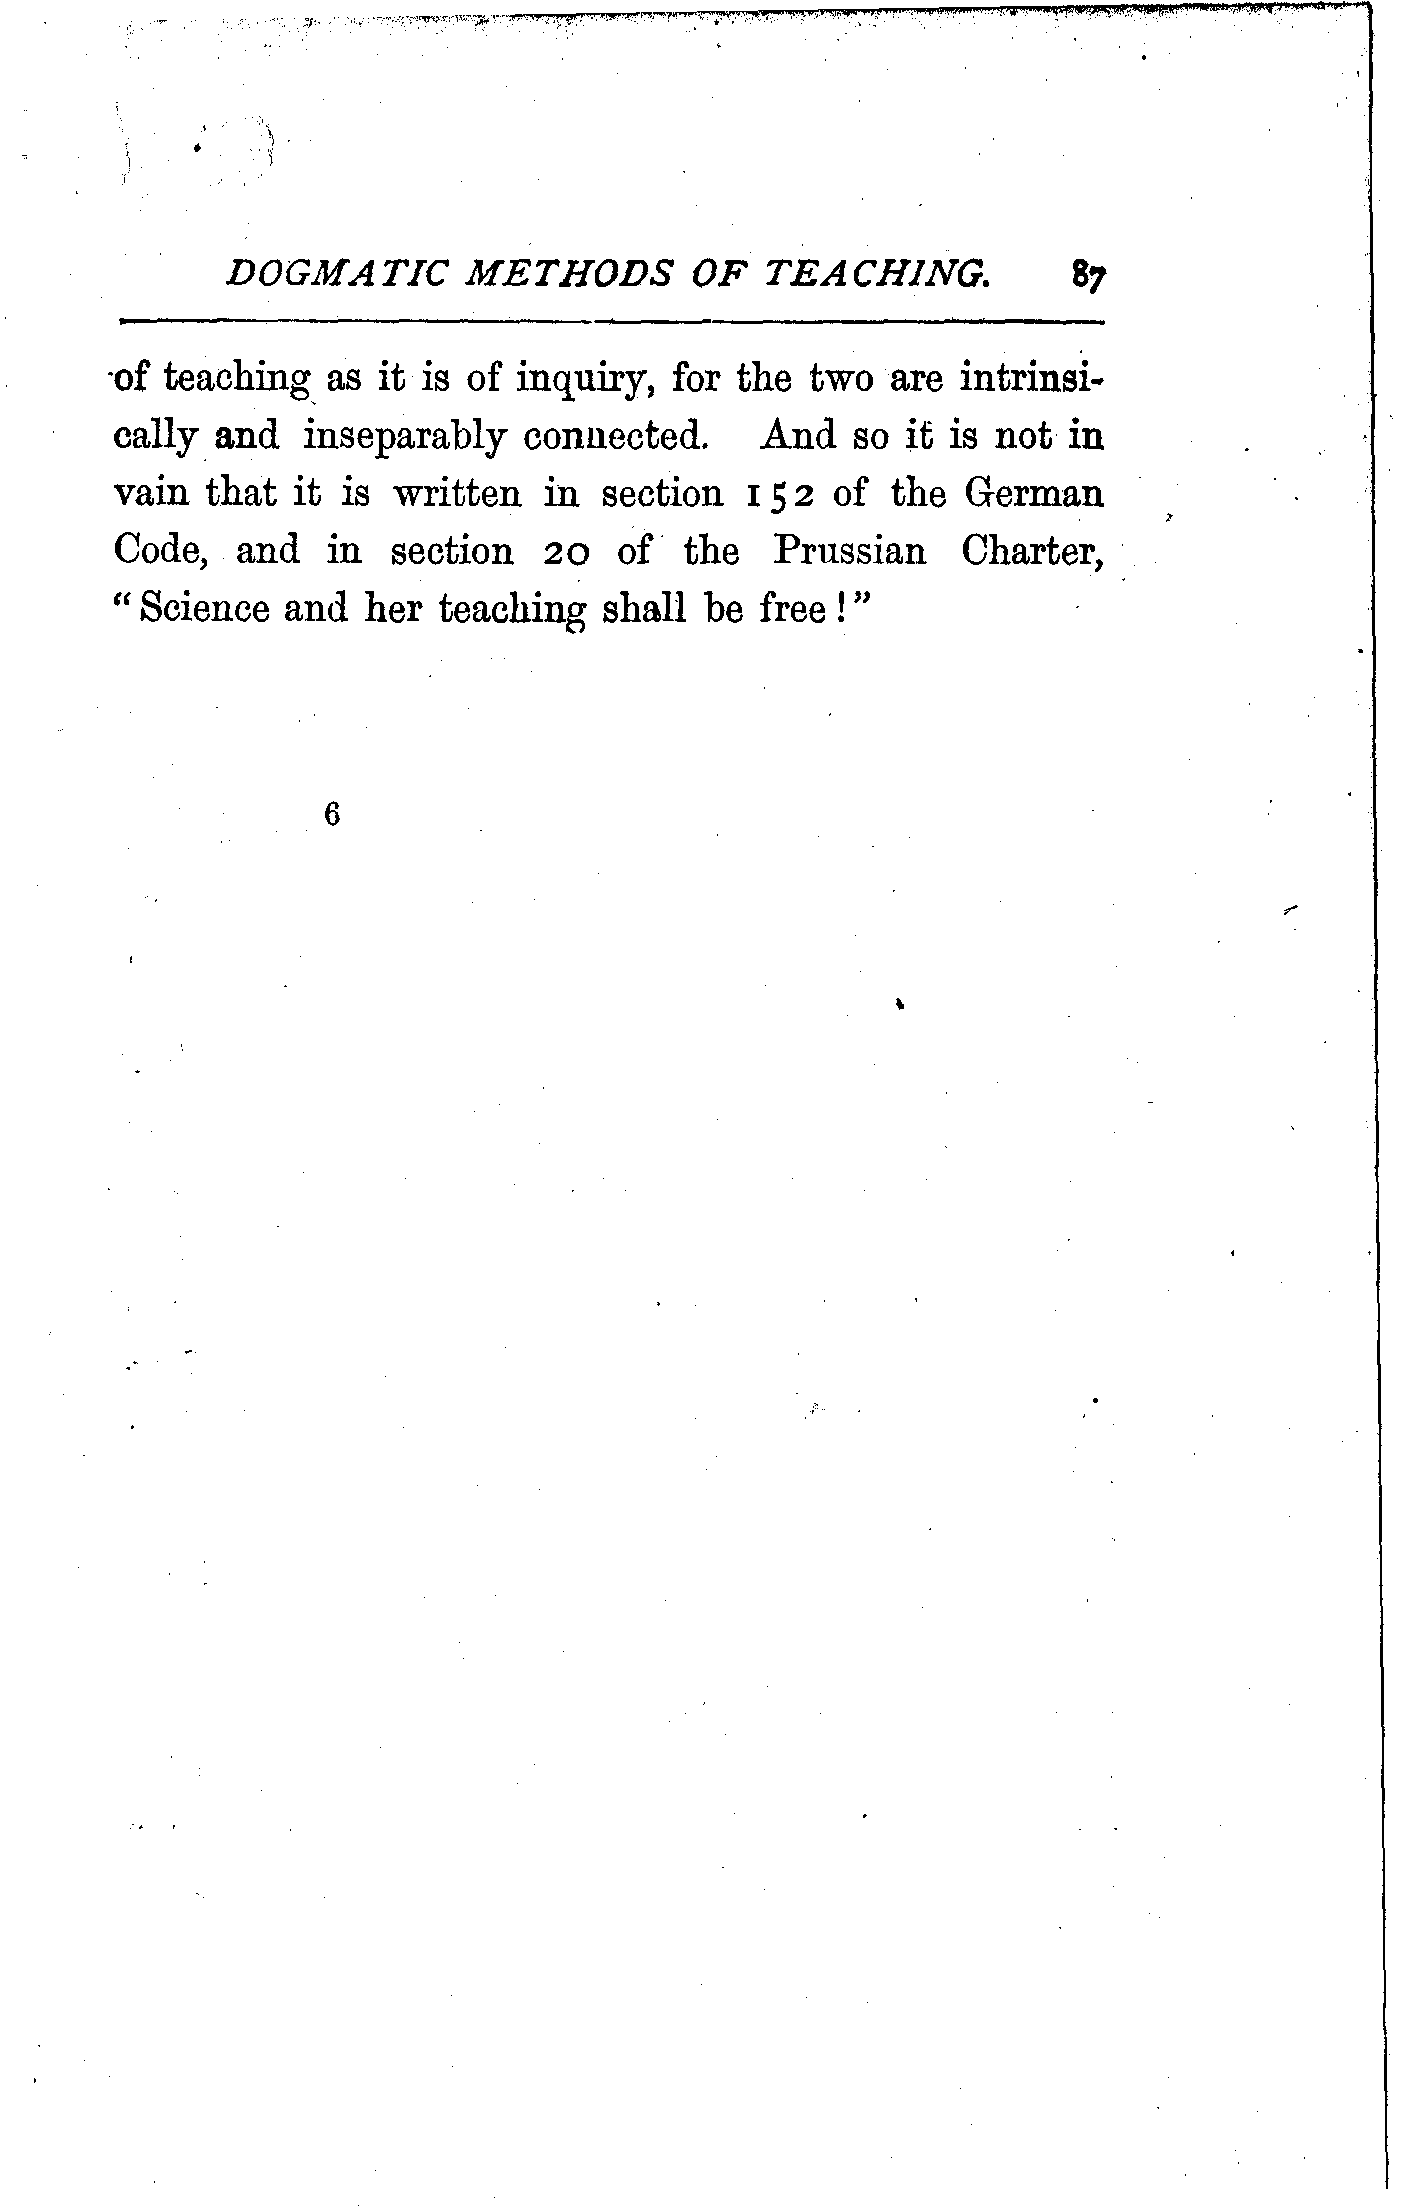 DOGMATIC METHODS OF TEACHING. 87
of teaching as it is of inquiry, for the two are intrinsi-
cally and inseparably connected. And so it is not in
vain that it is written in section 152 of the German
Code, and in section 20 of the Prussian Charter,
“Science and her teaching shall be free!”
6